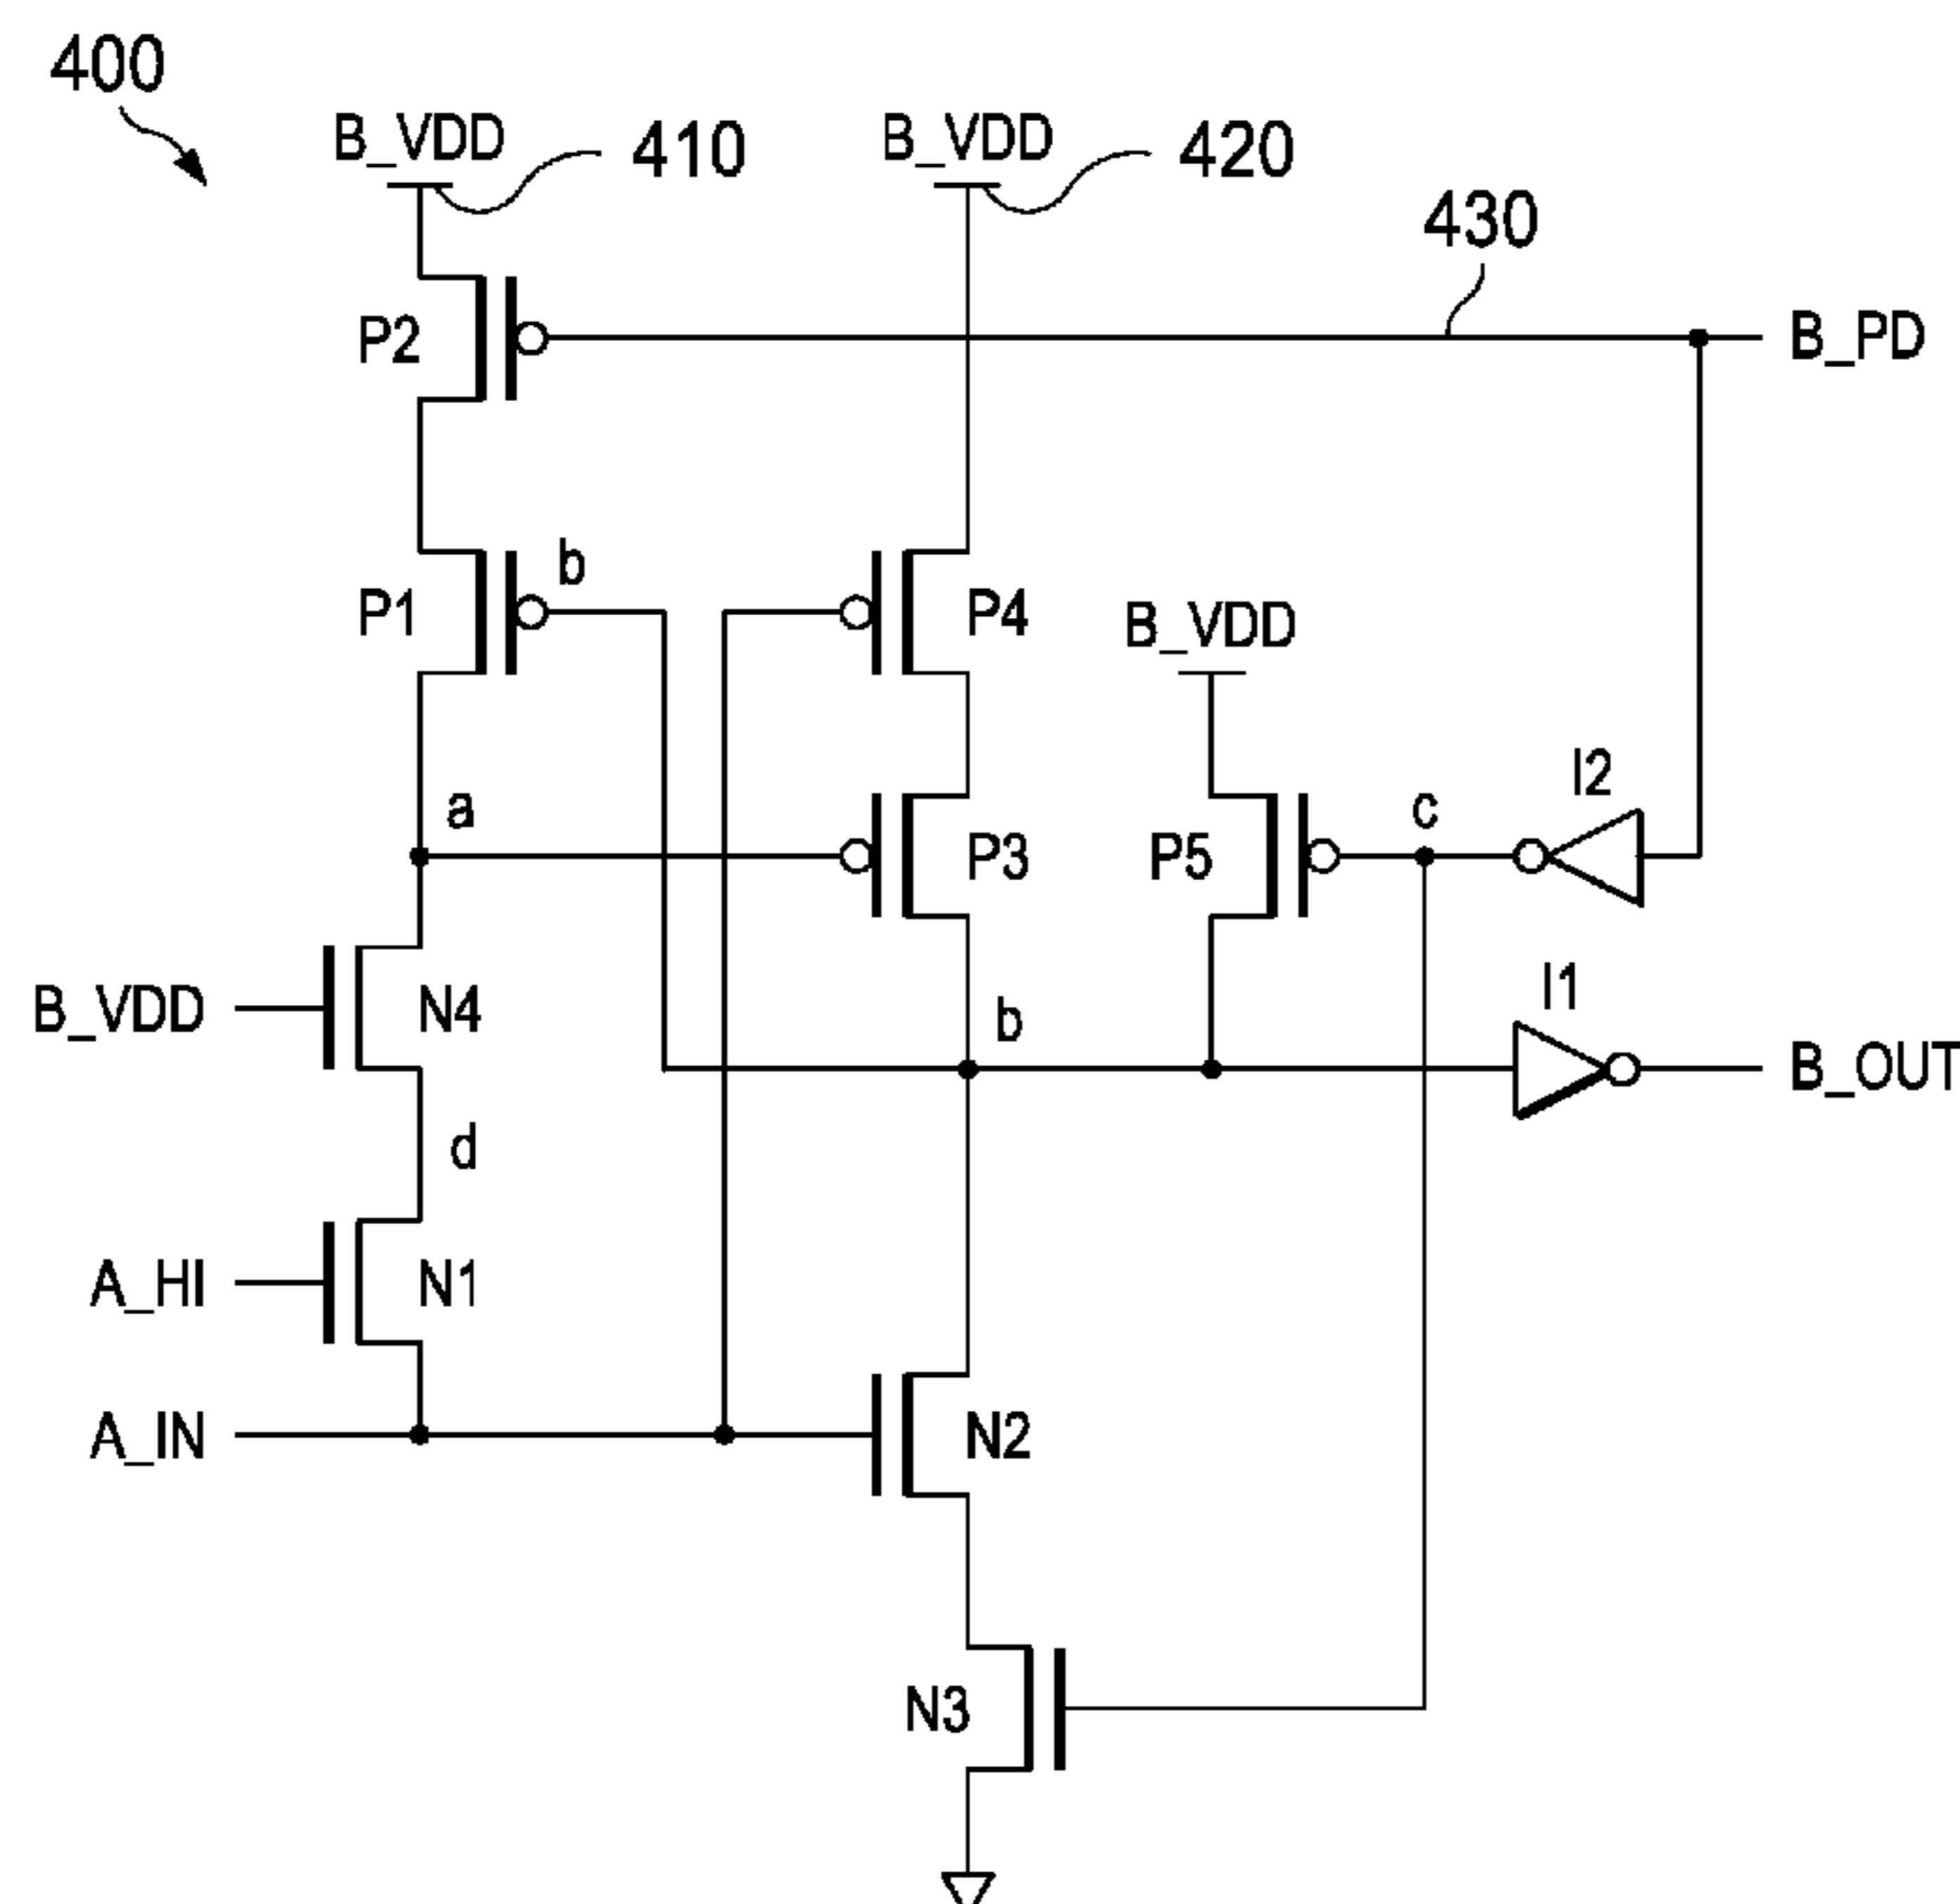 400
B_VDD
410
B_VDD
420
430
P2
B_PD
b
P1
P4
B_VDD
I2
a
P3
P5
c
B_VDD
N4
b
I1
B_OUT
d
A_HI
N1
A_IN
N2
N3